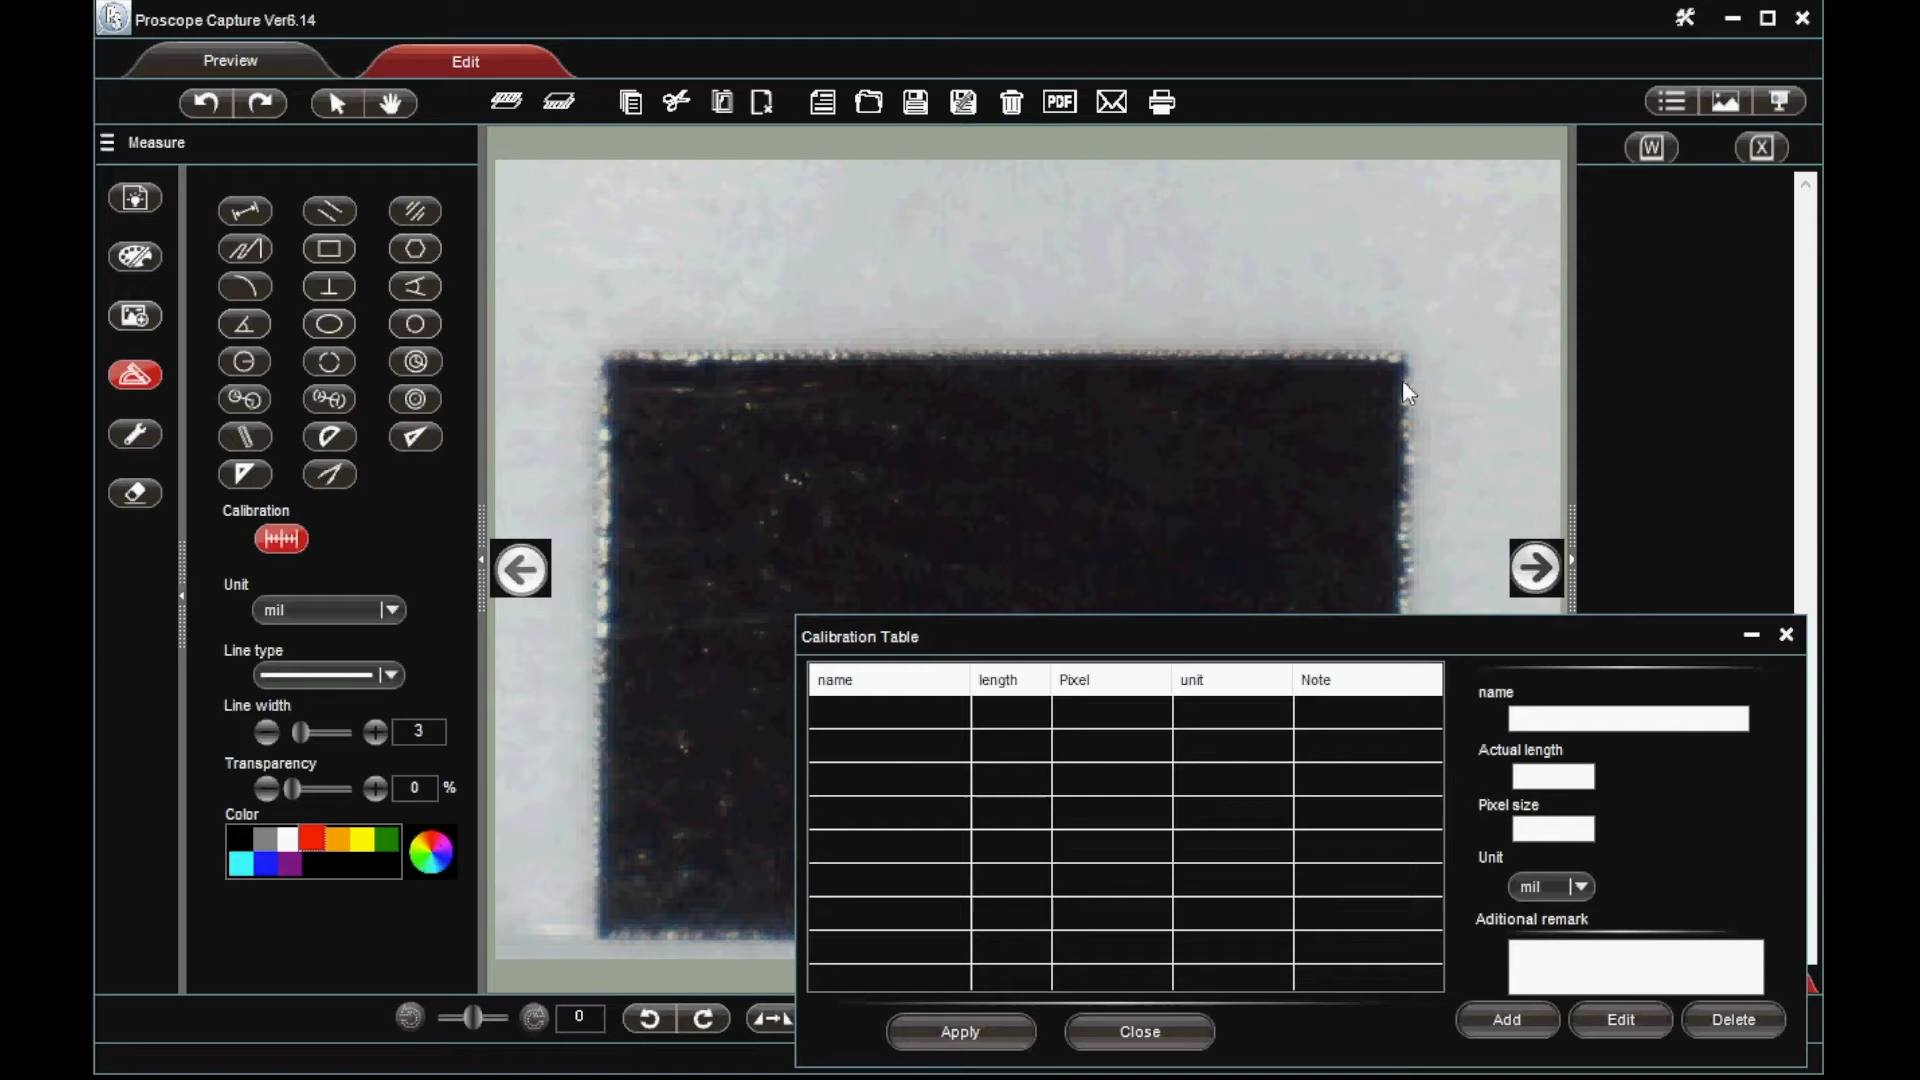 Proscope Capture Ver6.14
Preview
Edit
PDF
Measure
W
X
Calibration
Unit
mil
Line type
Line width
3
Transparency
0 %
Color
0
Calibration Table
name length Pixel unit Note
name
Actual length
Pixel size
Unit
mil
Aditional remark
Add Edit Delete
Apply Close